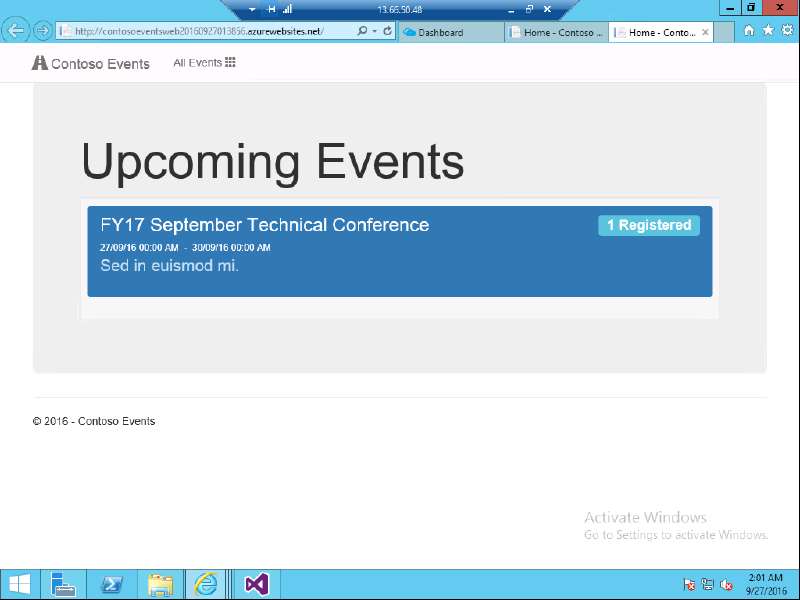 13.66.50.48
http://contosoeventsweb20160927013856.azurewebsites.net/
Dashboard
Home - Contoso ...
Home - Conto...
Contoso Events
All Events
Upcoming Events
FY17 September Technical Conference
1 Registered
27/09/16 00:00 AM - 30/09/16 00:00 AM
Sed in euismod mi.
© 2016 - Contoso Events
Activate Windows
Go to Settings to activate Windows.
2:01 AM
9/27/2016